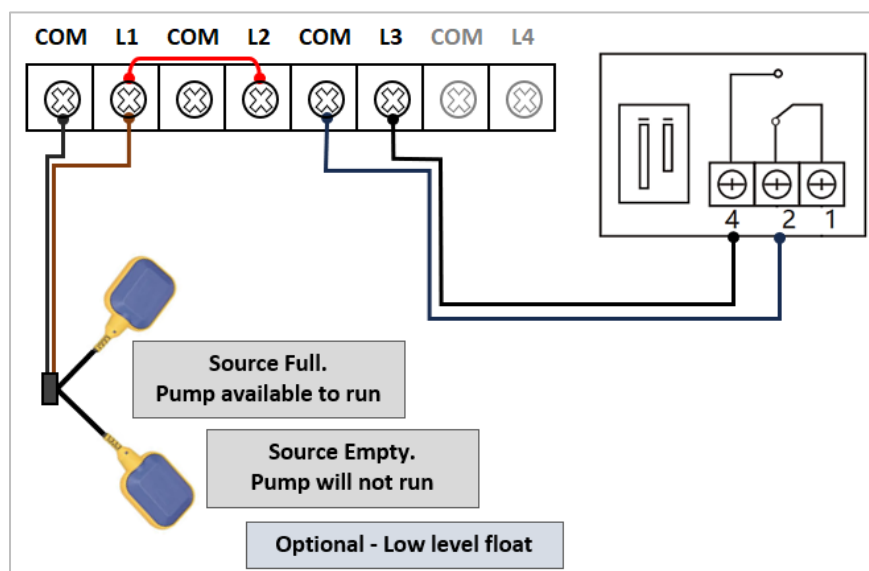 COM L1 COM L2 COM L3 COM L4
4 2 1
Source Full.
Pump available to run
Source Empty.
Pump will not run
Optional - Low level float